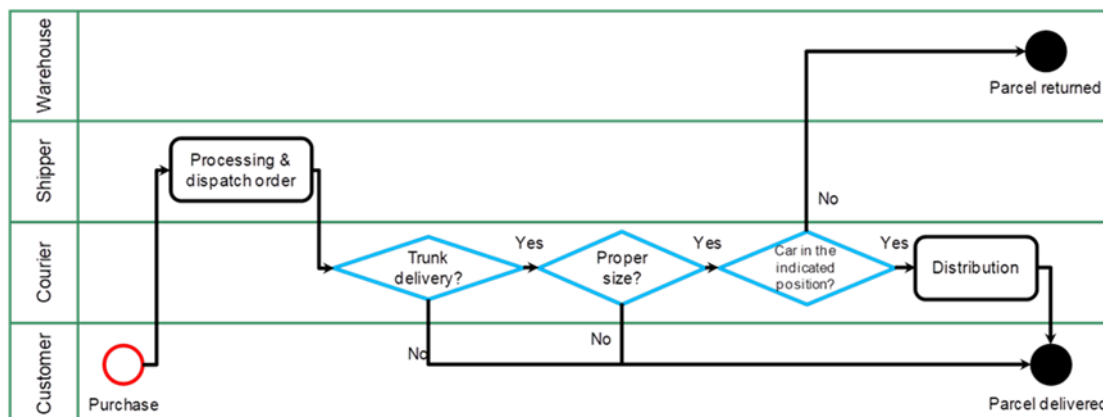 Warehouse
Parcel returned
Shipper
Processing &
dispatch order
No
Courier
Trunk
delivery?
Yes
Proper
size?
Yes
Car in the
indicated
position?
Yes
Distribution
Customer
No
No
Purchase
Parcel delivered